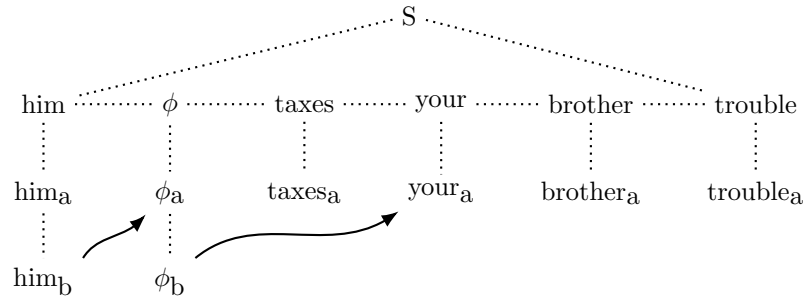 S
him ϕ taxes your brother trouble
him_a ϕ_a taxes_a your_a brother_a trouble_a
him_b ϕ_b